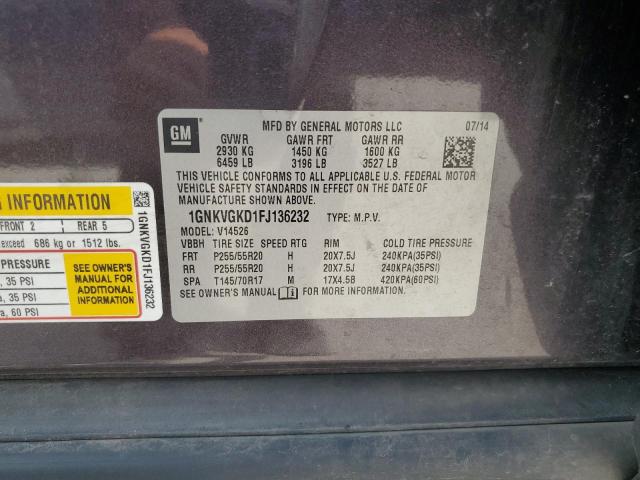 GM
MFD BY GENERAL MOTORS LLC 07/14
GVWR GAWR FRT GAWR RR
2930 KG 1450 KG 1600 KG
6459 LB 3196 LB 3527 LB
THIS VEHICLE CONFORMS TO ALL APPLICABLE U.S. FEDERAL MOTOR
VEHICLE SAFETY STANDARDS IN EFFECT ON THE DATE OF
MANUFACTURE SHOWN ABOVE.
1GNKVGKD1FJ136232 TYPE: M.P.V.
MODEL: V14526
VBBH TIRE SIZE SPEED RTG RIM COLD TIRE PRESSURE
FRT P255/55R20 H 20X7.5J 240KPA(35PSI)
RR P255/55R20 H 20X7.5J 240KPA(35PSI)
SPA T145/70R17 M 17X4.5B 420KPA(60PSI)
SEE OWNER'S MANUAL FOR MORE INFORMATION.
INFORMATION
FRONT 2 REAR 5
exceed 686 kg or 1512 lbs.
PRESSURE
35 PSI
35 PSI
60 PSI
SEE OWNER'S
MANUAL FOR
ADDITIONAL
INFORMATION
1GNKVGKD1FJ136232